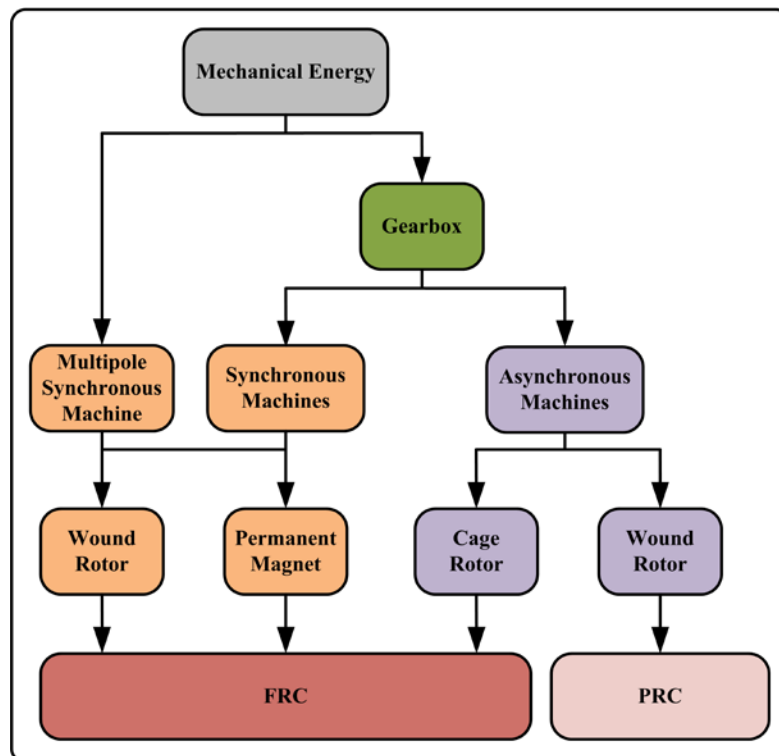 Mechanical Energy
Gearbox
Multipole
Synchronous
Machine
Synchronous
Machines
Asynchronous
Machines
Wound
Rotor
Permanent
Magnet
Cage
Rotor
Wound
Rotor
FRC
PRC